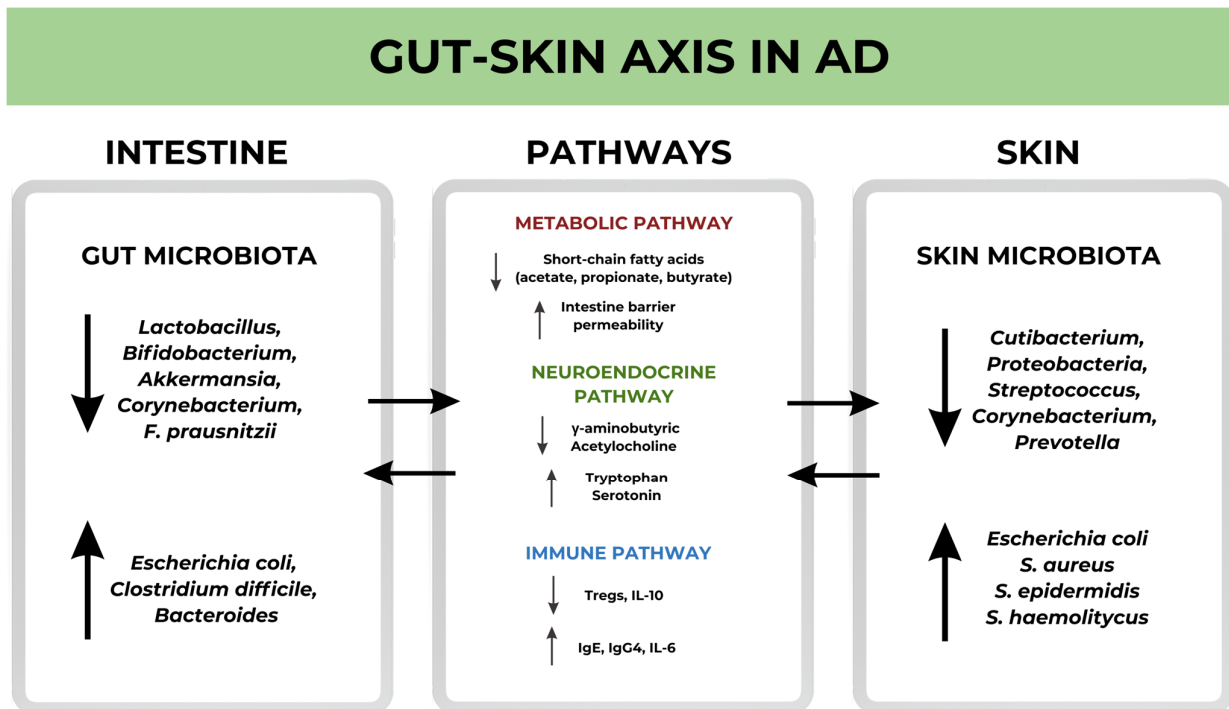 GUT-SKIN AXIS IN AD
INTESTINE
GUT MICROBIOTA
Lactobacillus,
Bifidobacterium,
Akkermansia,
Corynebacterium,
F. prausnitzii
Escherichia coli,
Clostridium difficile,
Bacteroides
PATHWAYS
METABOLIC PATHWAY
Short-chain fatty acids
(acetate, propionate, butyrate)
Intestine barrier
permeability
NEUROENDOCRINE
PATHWAY
γ-aminobutyric
Acetylocholine
Tryptophan
Serotonin
IMMUNE PATHWAY
Tregs, IL-10
IgE, IgG4, IL-6
SKIN
SKIN MICROBIOTA
Cutibacterium,
Proteobacteria,
Streptococcus,
Corynebacterium,
Prevotella
Escherichia coli
S. aureus
S. epidermidis
S. haemolitycus